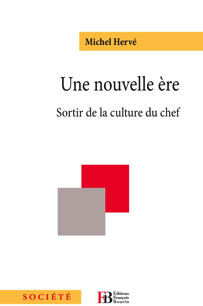 Michel Hervé
Une nouvelle ère
Sortir de la culture du chef
SOCIÉTÉ
FB Éditions
François
Bourin